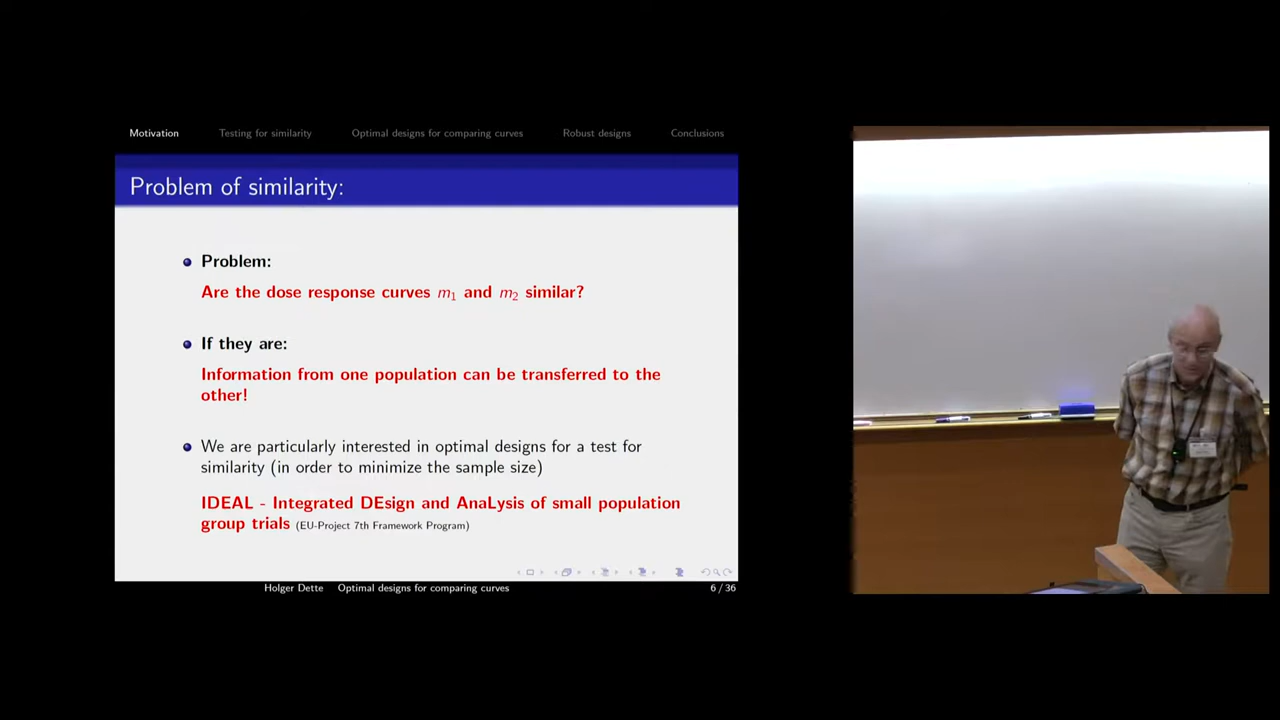 Motivation Testing for similarity Optimal designs for comparing curves Robust designs Conclusions
Problem of similarity:
Problem:
Are the dose response curves m₁ and m₂ similar?
If they are:
Information from one population can be transferred to the
other!
We are particularly interested in optimal designs for a test for
similarity (in order to minimize the sample size)
IDEAL - Integrated DEsign and AnaLysis of small population
group trials (EU-Project 7th Framework Program)
Holger Dette Optimal designs for comparing curves 6 / 36